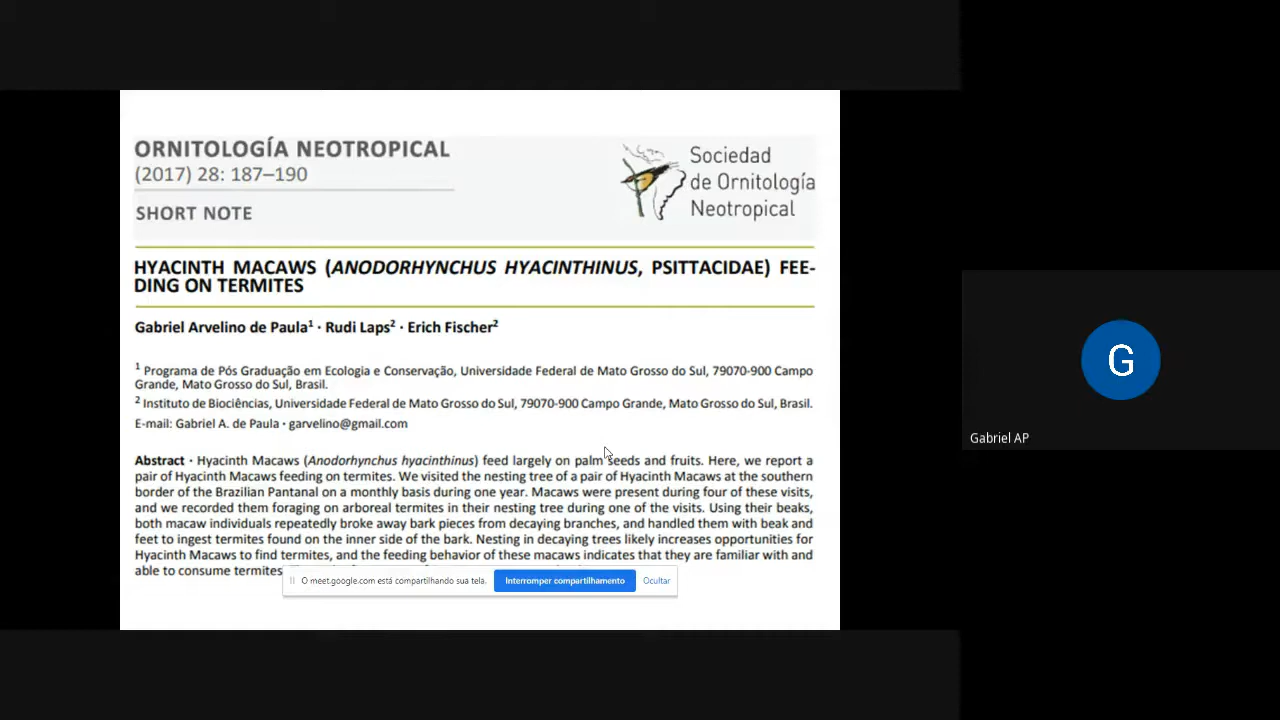 ORNITOLOGÍA NEOTROPICAL
(2017) 28: 187–190
SHORT NOTE
Sociedad
de Ornitología
Neotropical
HYACINTH MACAWS (ANODORHYNCHUS HYACINTHINUS, PSITTACIDAE) FEE-
DING ON TERMITES
Gabriel Arvelino de Paula¹ · Rudi Laps² · Erich Fischer²
¹ Programa de Pós Graduação em Ecologia e Conservação, Universidade Federal de Mato Grosso do Sul, 79070-900 Campo
Grande, Mato Grosso do Sul, Brasil.
² Instituto de Biociências, Universidade Federal de Mato Grosso do Sul, 79070-900 Campo Grande, Mato Grosso do Sul, Brasil.
E-mail: Gabriel A. de Paula · garvelino@gmail.com
Abstract · Hyacinth Macaws (Anodorhynchus hyacinthinus) feed largely on palm seeds and fruits. Here, we report a
pair of Hyacinth Macaws feeding on termites. We visited the nesting tree of a pair of Hyacinth Macaws at the southern
border of the Brazilian Pantanal on a monthly basis during one year. Macaws were present during four of these visits,
and we recorded them foraging on arboreal termites in their nesting tree during one of the visits. Using their beaks,
both macaw individuals repeatedly broke away bark pieces from decaying branches, and handled them with beak and
feet to ingest termites found on the inner side of the bark. Nesting in decaying trees likely increases opportunities for
Hyacinth Macaws to find termites, and the feeding behavior of these macaws indicates that they are familiar with and
able to consume termites
O meet.google.com está compartilhando sua tela.
Interromper compartilhamento
Ocultar
G
Gabriel AP